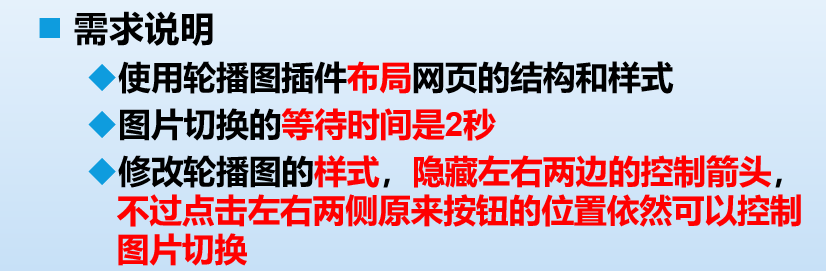 需求说明
使用轮播图插件布局网页的结构和样式
图片切换的等待时间是2秒
修改轮播图的样式，隐藏左右两边的控制箭头，
不过点击左右两侧原来按钮的位置依然可以控制
图片切换